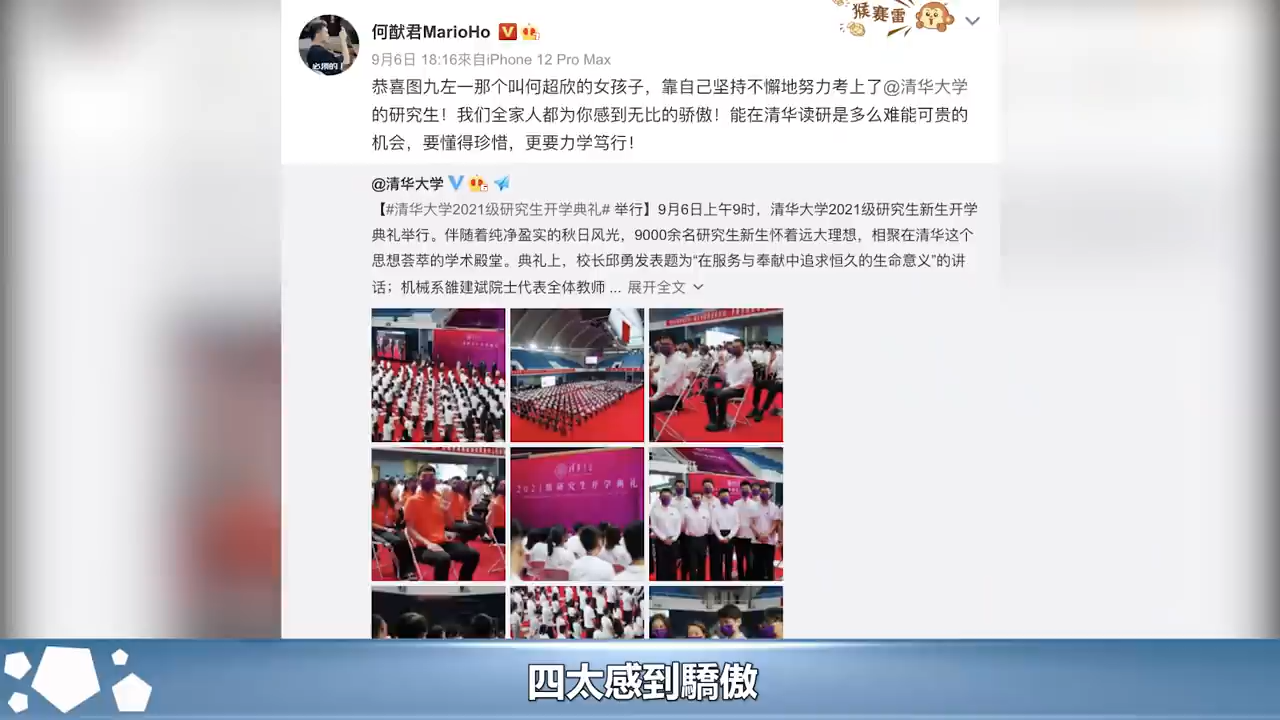 何猷君MarioHo
猴赛雷
9月6日 18:16来自iPhone 12 Pro Max
恭喜图九左一那个叫何超欣的女孩子，靠自己坚持不懈地努力考上了@清华大学
的研究生！我们全家人都为你感到无比的骄傲！能在清华读研是多么难能可贵的
机会，要懂得珍惜，更要力学笃行！
@清华大学
【#清华大学2021级研究生开学典礼# 举行】9月6日上午9时，清华大学2021级研究生新生开学
典礼举行。伴随着纯净盈实的秋日风光，9000余名研究生新生怀着远大理想，相聚在清华这个
思想荟萃的学术殿堂。典礼上，校长邱勇发表题为“在服务与奉献中追求恒久的生命意义”的讲
话；机械系雒建斌院士代表全体教师 ... 展开全文
2021级研究生开学典礼
四太感到驕傲